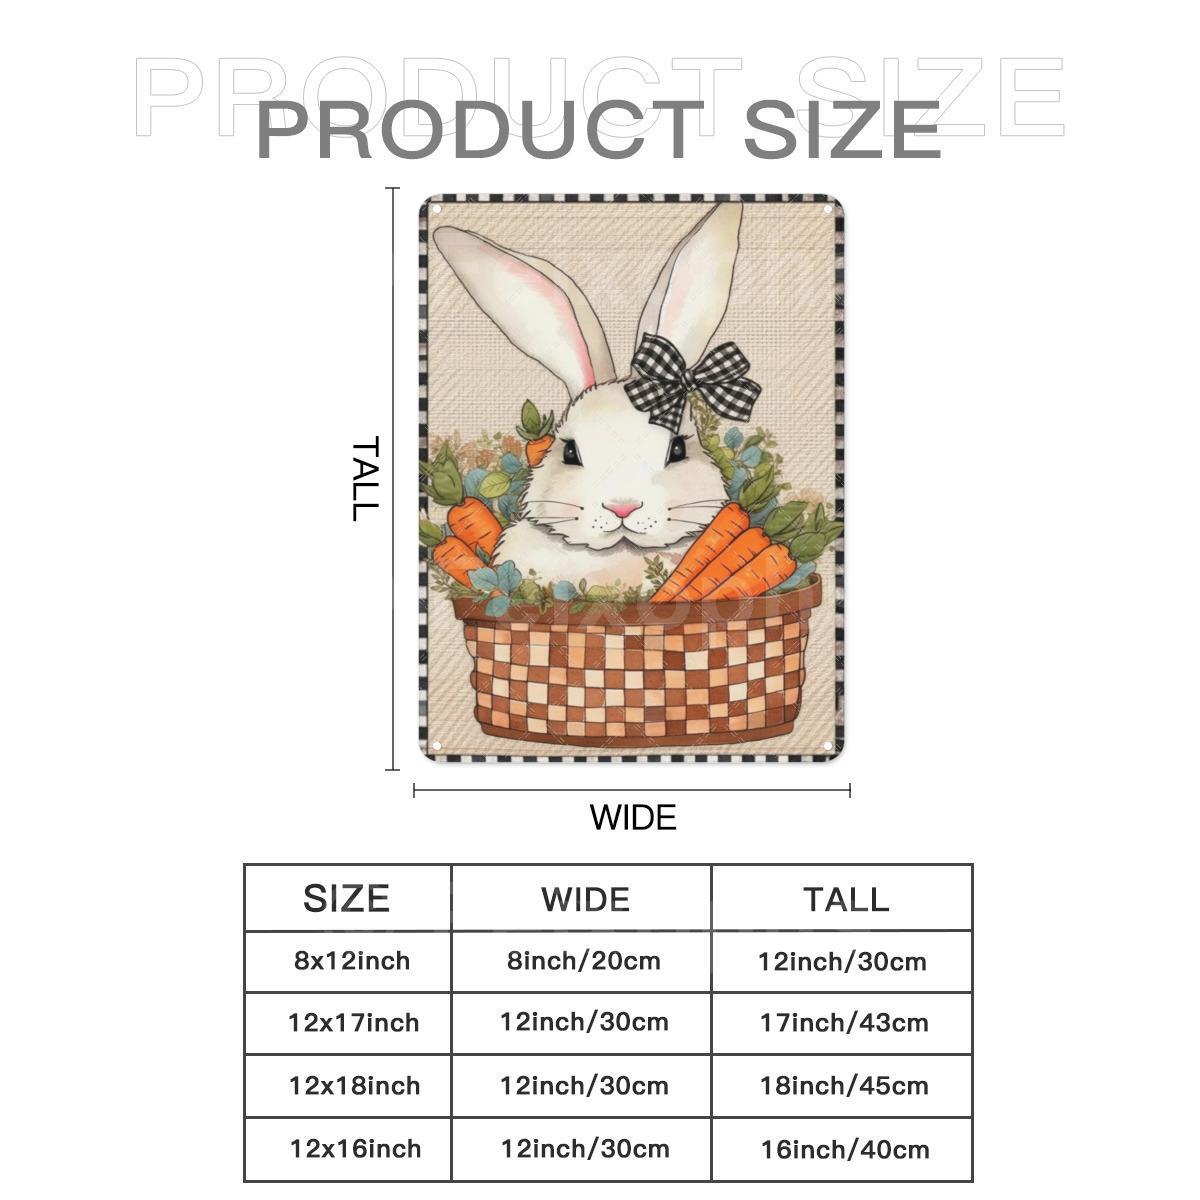 PRODUCT SIZE
PRODUCT SIZE
TALL
WIDE
SIZE WIDE TALL
8x12inch 8inch/20cm 12inch/30cm
12x17inch 12inch/30cm 17inch/43cm
12x18inch 12inch/30cm 18inch/45cm
12x16inch 12inch/30cm 16inch/40cm